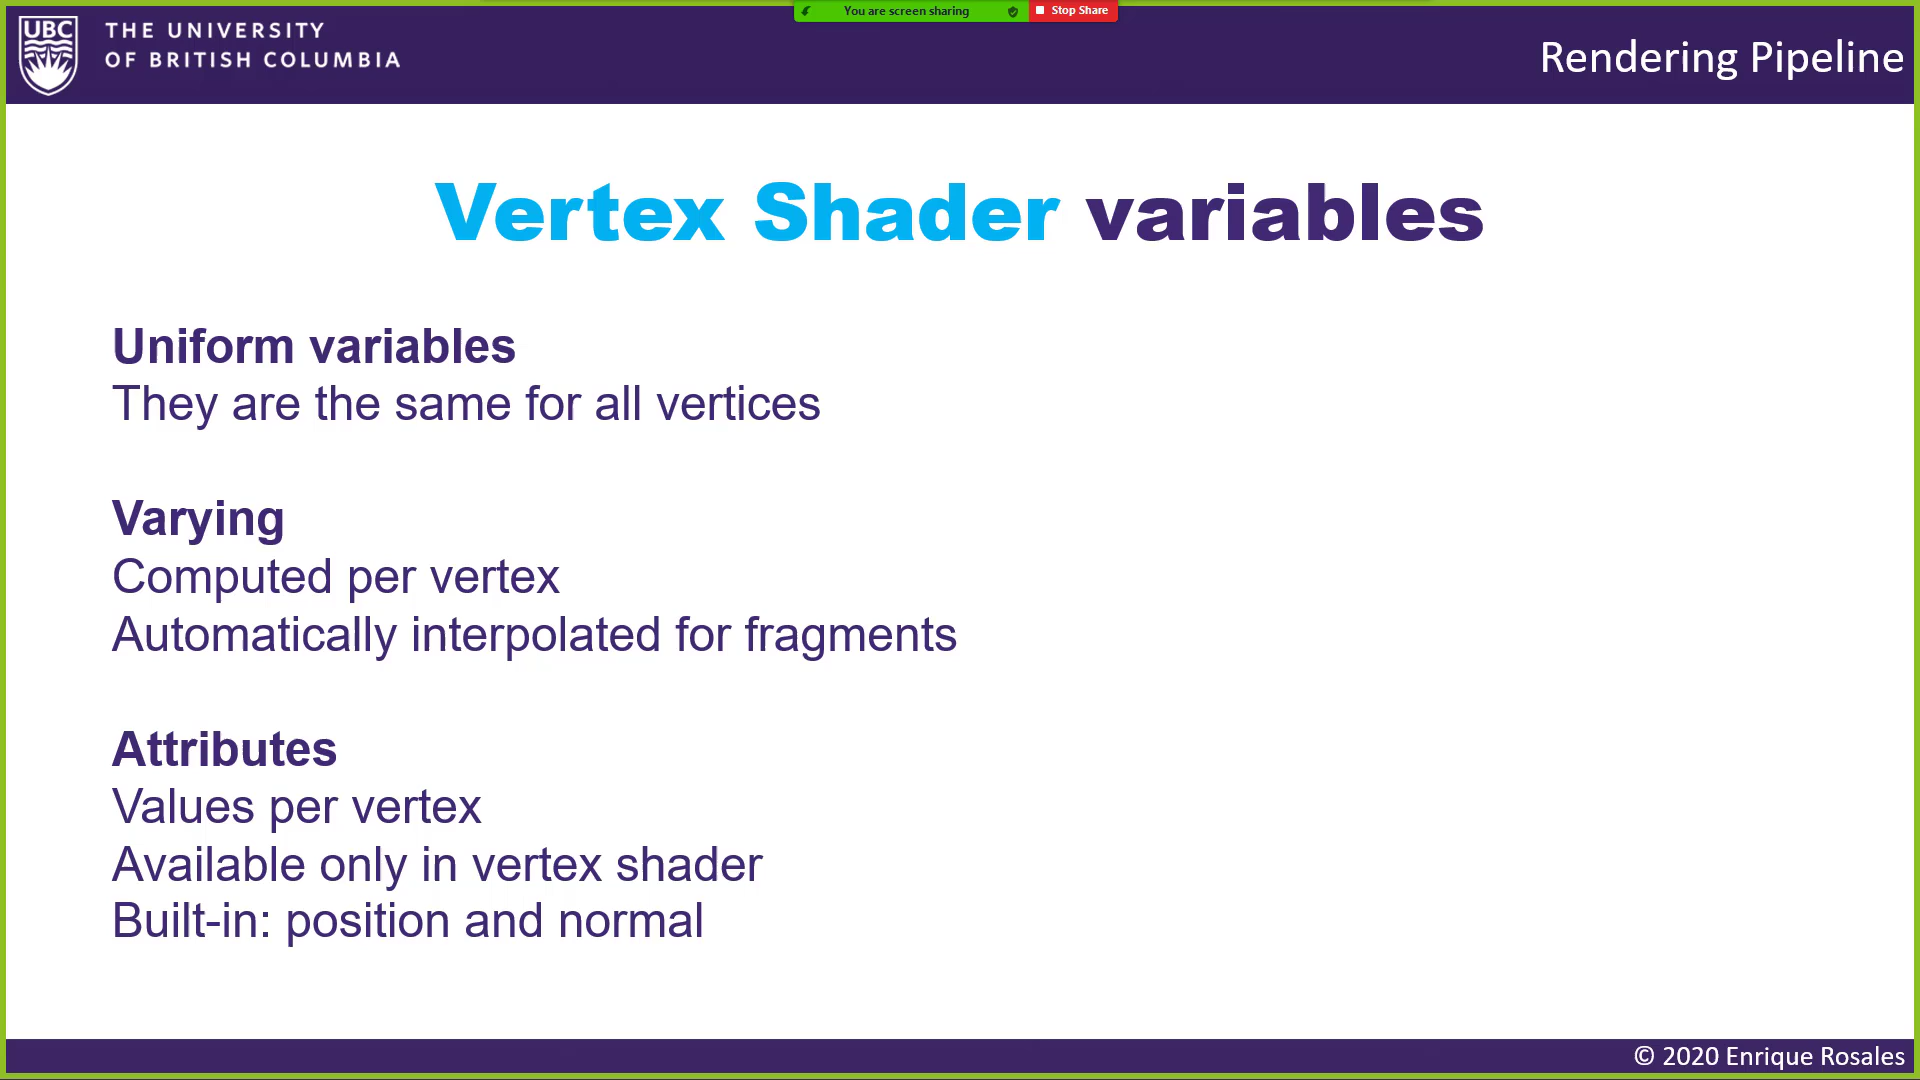 You are screen sharing
Stop Share
UBC
THE UNIVERSITY
OF BRITISH COLUMBIA
Rendering Pipeline
Vertex Shader variables
Uniform variables
They are the same for all vertices
Varying
Computed per vertex
Automatically interpolated for fragments
Attributes
Values per vertex
Available only in vertex shader
Built-in: position and normal
© 2020 Enrique Rosales